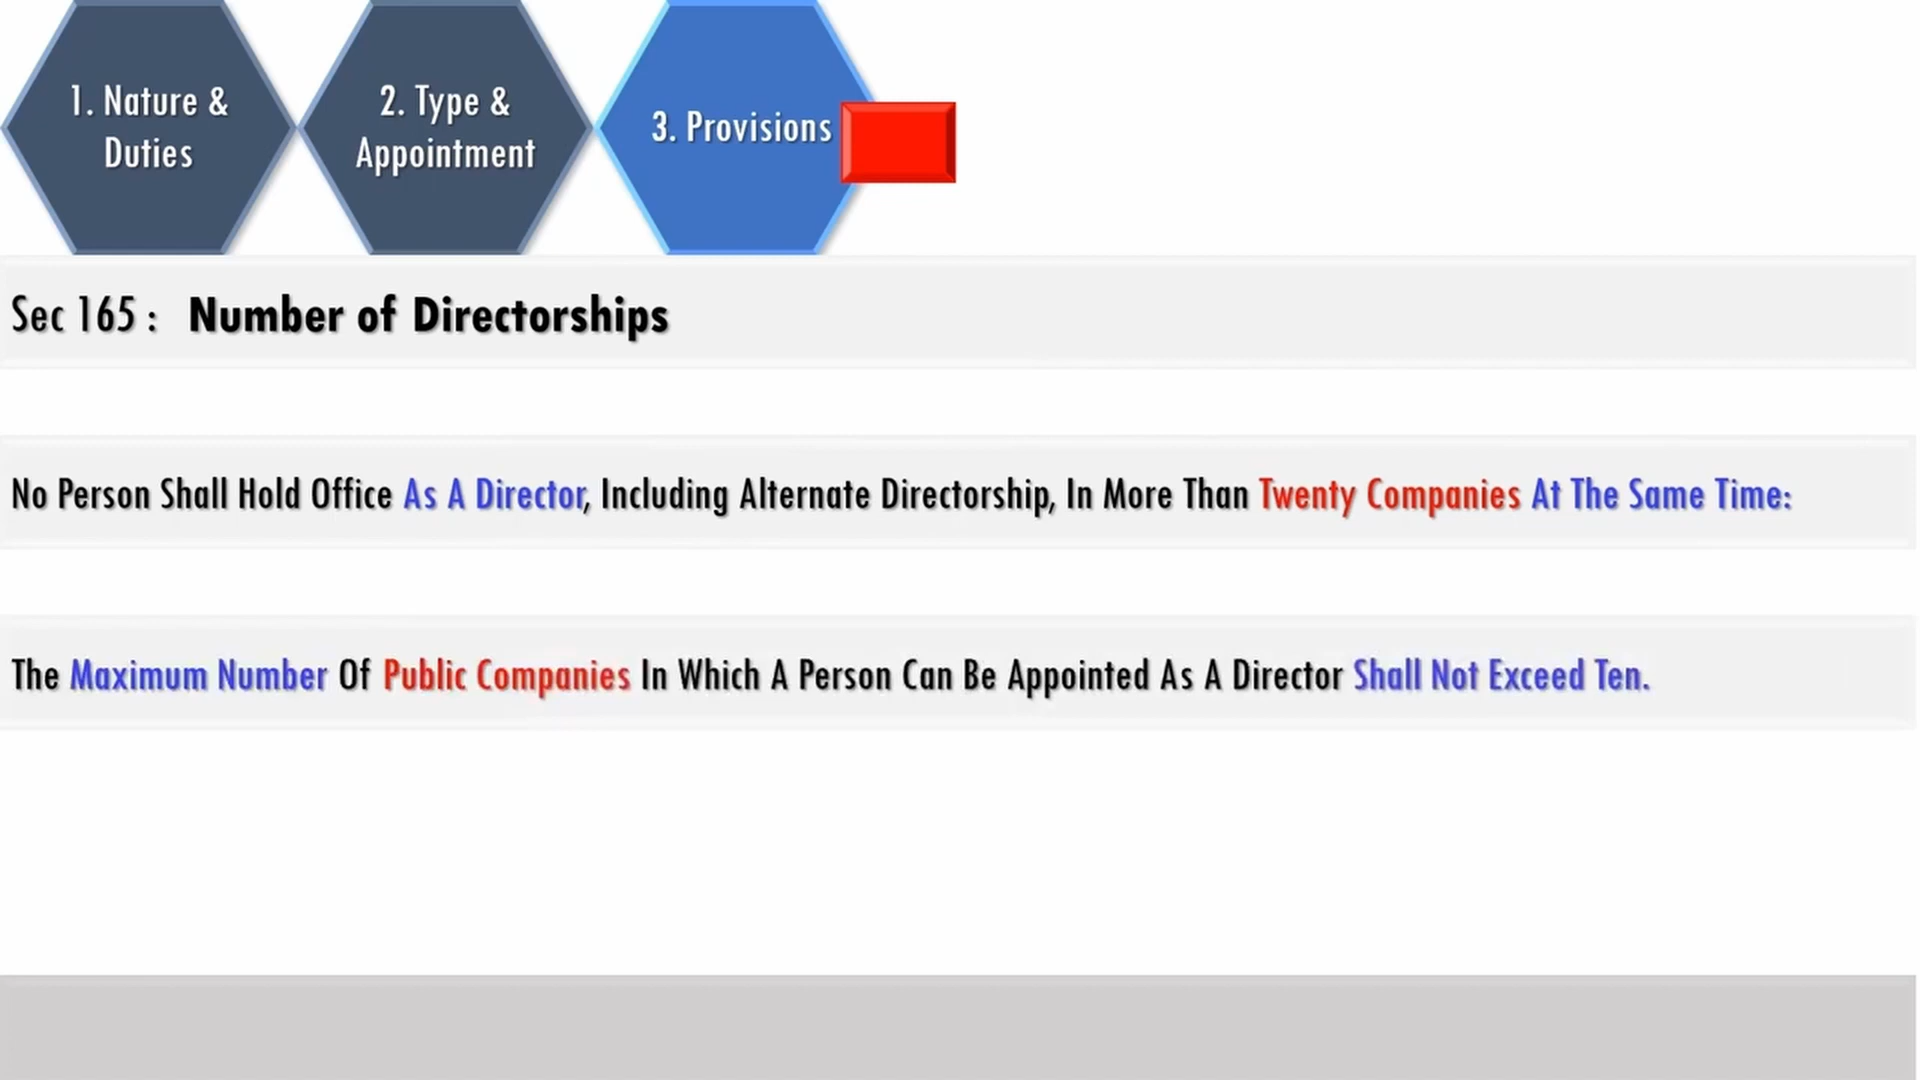 1. Nature &
Duties
2. Type &
Appointment
3. Provisions
Sec 165 : Number of Directorships
No Person Shall Hold Office As A Director, Including Alternate Directorship, In More Than Twenty Companies At The Same Time:
The Maximum Number Of Public Companies In Which A Person Can Be Appointed As A Director Shall Not Exceed Ten.